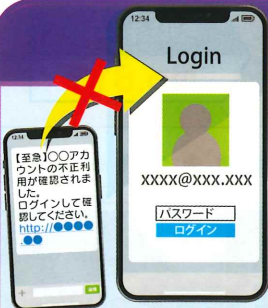 12:34
Login
XXXX@XXX.XXX
パスワード
ログイン
12:34
【至急】○○アカ
ウントの不正利
用が確認されま
した。
ログインして確
認してください。
http://●●●●
.●●